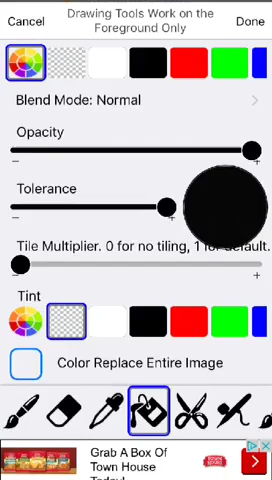 Cancel
Drawing Tools Work on the
Foreground Only
Done
Blend Mode: Normal
Opacity
Tolerance
Tile Multiplier. 0 for no tiling, 1 for default.
Tint
Color Replace Entire Image
Grab A Box Of
Town House
Today!